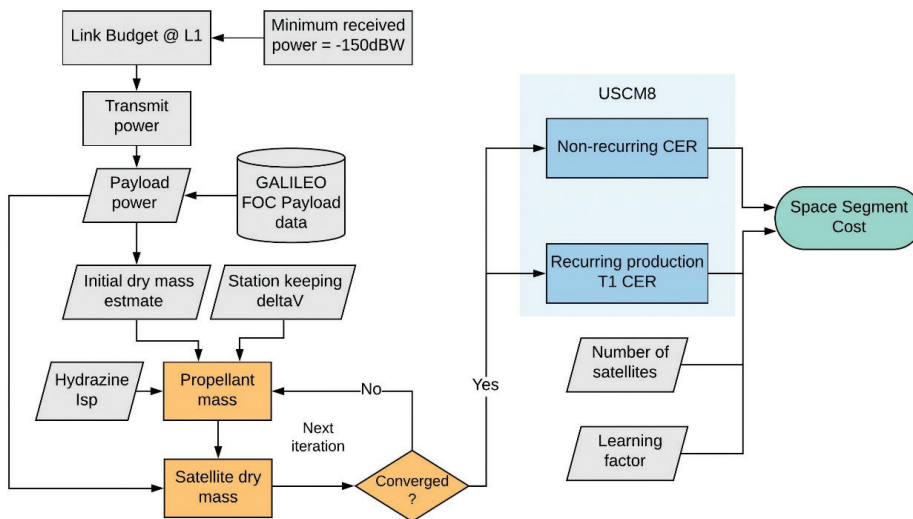 Link Budget @ L1
Minimum received
power = -150dBW
Transmit
power
Payload
power
GALILEO
FOC Payload
data
Initial dry mass
estmate
Station keeping
deltaV
Hydrazine
Isp
Propellant
mass
No
Next
iteration
Satellite dry
mass
Converged
?
Yes
USCM8
Non-recurring CER
Recurring production
T1 CER
Space Segment
Cost
Number of
satellites
Learning
factor